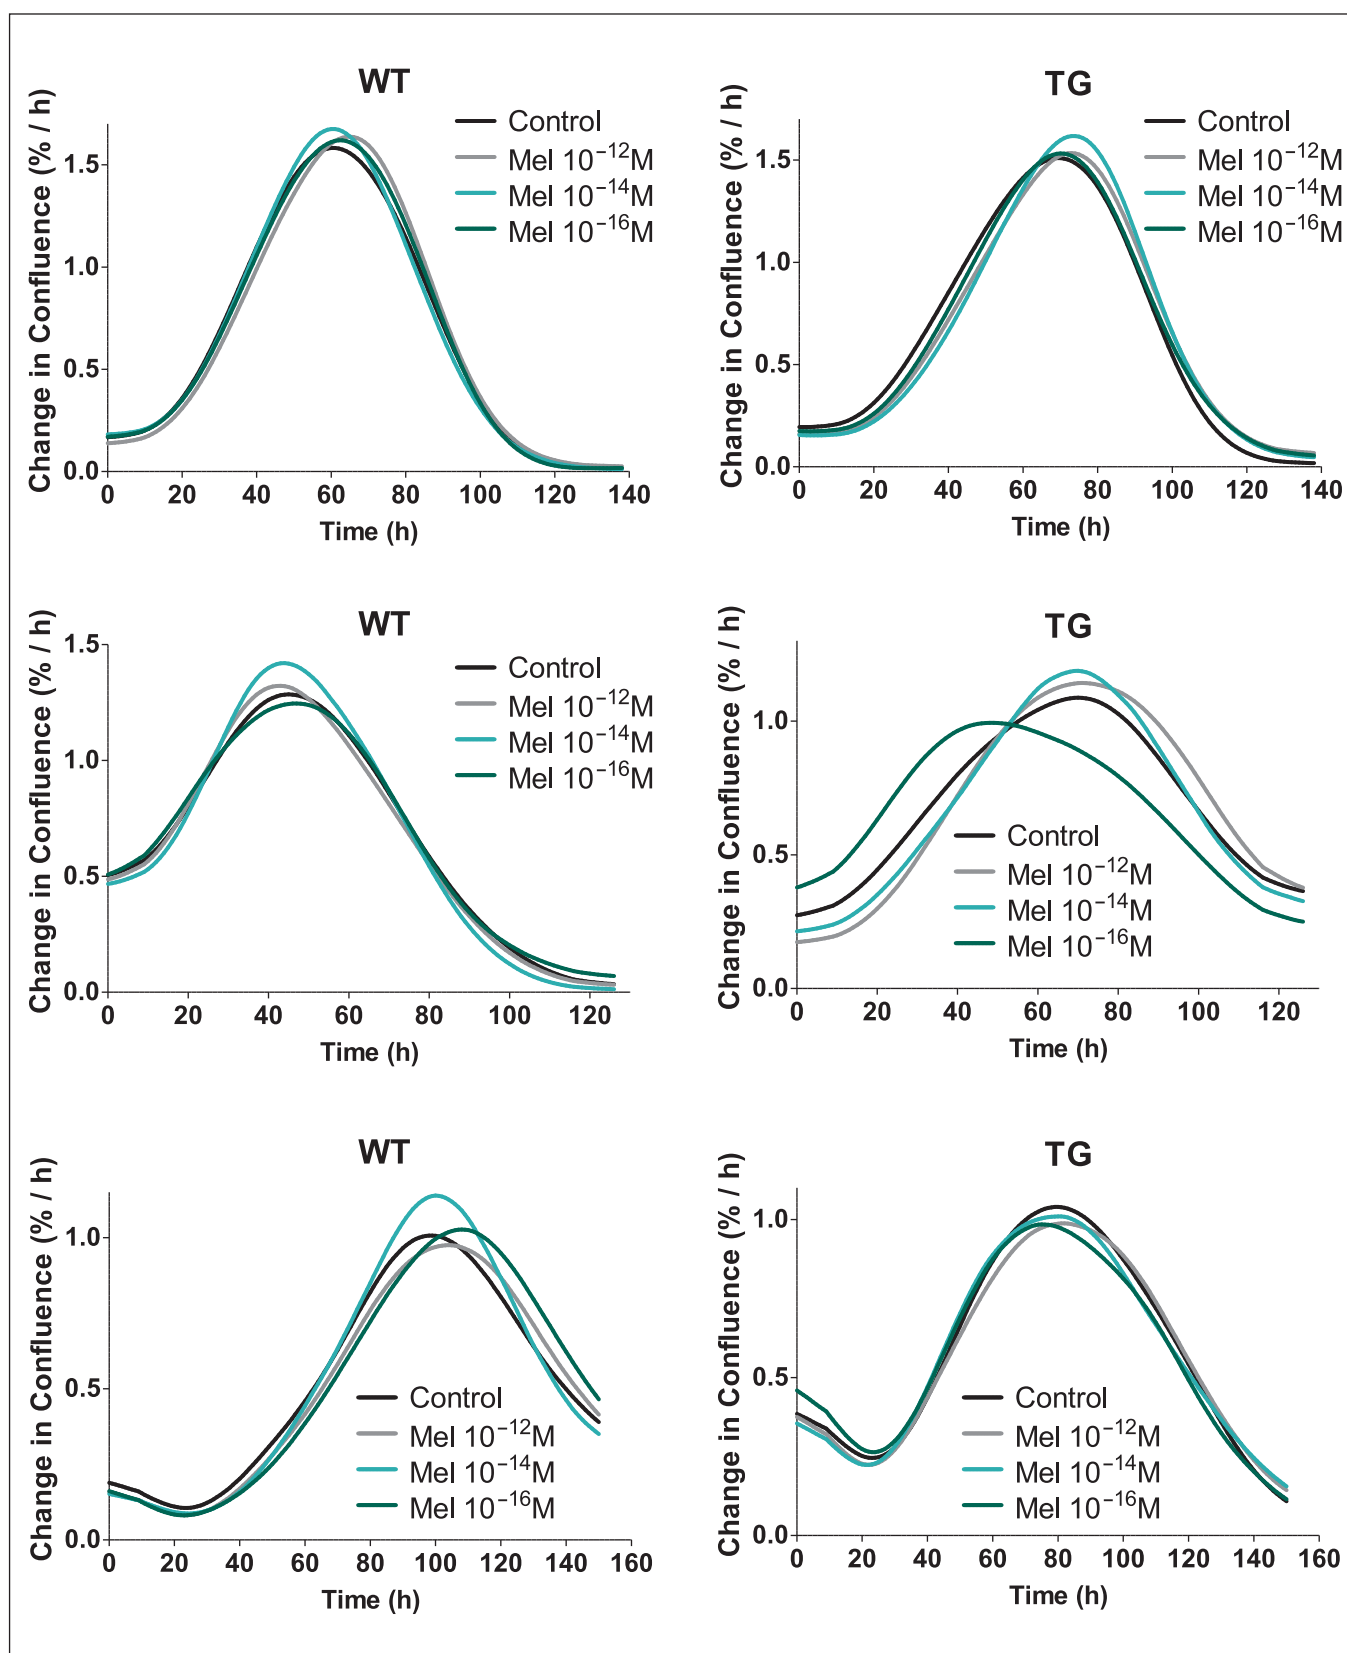 WT
Change in Confluence (% / h)
1.5
1.0
0.5
0.0
Control
Mel 10⁻¹²M
Mel 10⁻¹⁴M
Mel 10⁻¹⁶M
0 20 40 60 80 100 120 140
Time (h)
TG
Change in Confluence (% / h)
1.5
1.0
0.5
0.0
Control
Mel 10⁻¹²M
Mel 10⁻¹⁴M
Mel 10⁻¹⁶M
0 20 40 60 80 100 120 140
Time (h)
WT
Change in Confluence (% / h)
1.5
1.0
0.5
0.0
Control
Mel 10⁻¹²M
Mel 10⁻¹⁴M
Mel 10⁻¹⁶M
0 20 40 60 80 100 120
Time (h)
TG
Change in Confluence (% / h)
1.0
0.5
0.0
Control
Mel 10⁻¹²M
Mel 10⁻¹⁴M
Mel 10⁻¹⁶M
0 20 40 60 80 100 120
Time (h)
WT
Change in Confluence (% / h)
1.0
0.5
0.0
Control
Mel 10⁻¹²M
Mel 10⁻¹⁴M
Mel 10⁻¹⁶M
0 20 40 60 80 100 120 140 160
Time (h)
TG
Change in Confluence (% / h)
1.0
0.5
0.0
Control
Mel 10⁻¹²M
Mel 10⁻¹⁴M
Mel 10⁻¹⁶M
0 20 40 60 80 100 120 140 160
Time (h)